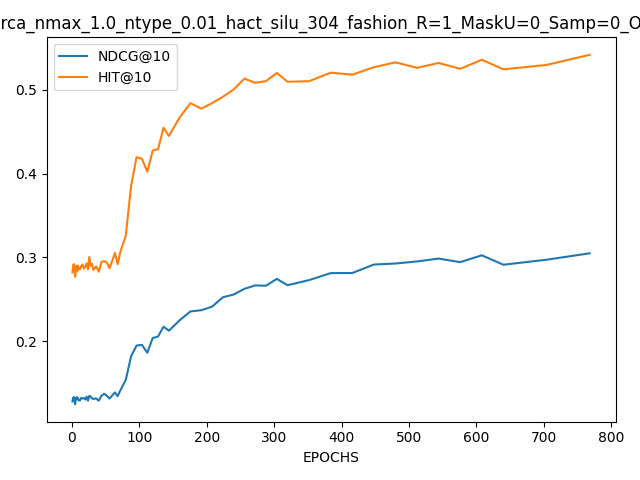 rca_nmax_1.0_ntype_0.01_hact_silu_304_fashion_R=1_MaskU=0_Samp=0_O
NDCG@10
HIT@10
0.5
0.4
0.3
0.2
0 100 200 300 400 500 600 700 800
EPOCHS